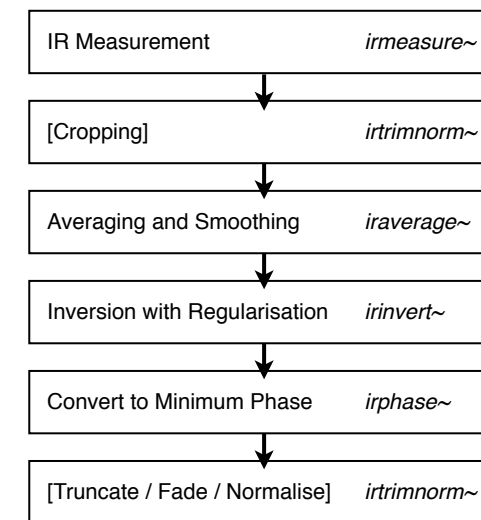 IR Measurement irmeasure~
[Cropping] irtrimnorm~
Averaging and Smoothing iraverage~
Inversion with Regularisation irinvert~
Convert to Minimum Phase irphase~
[Truncate / Fade / Normalise] irtrimnorm~